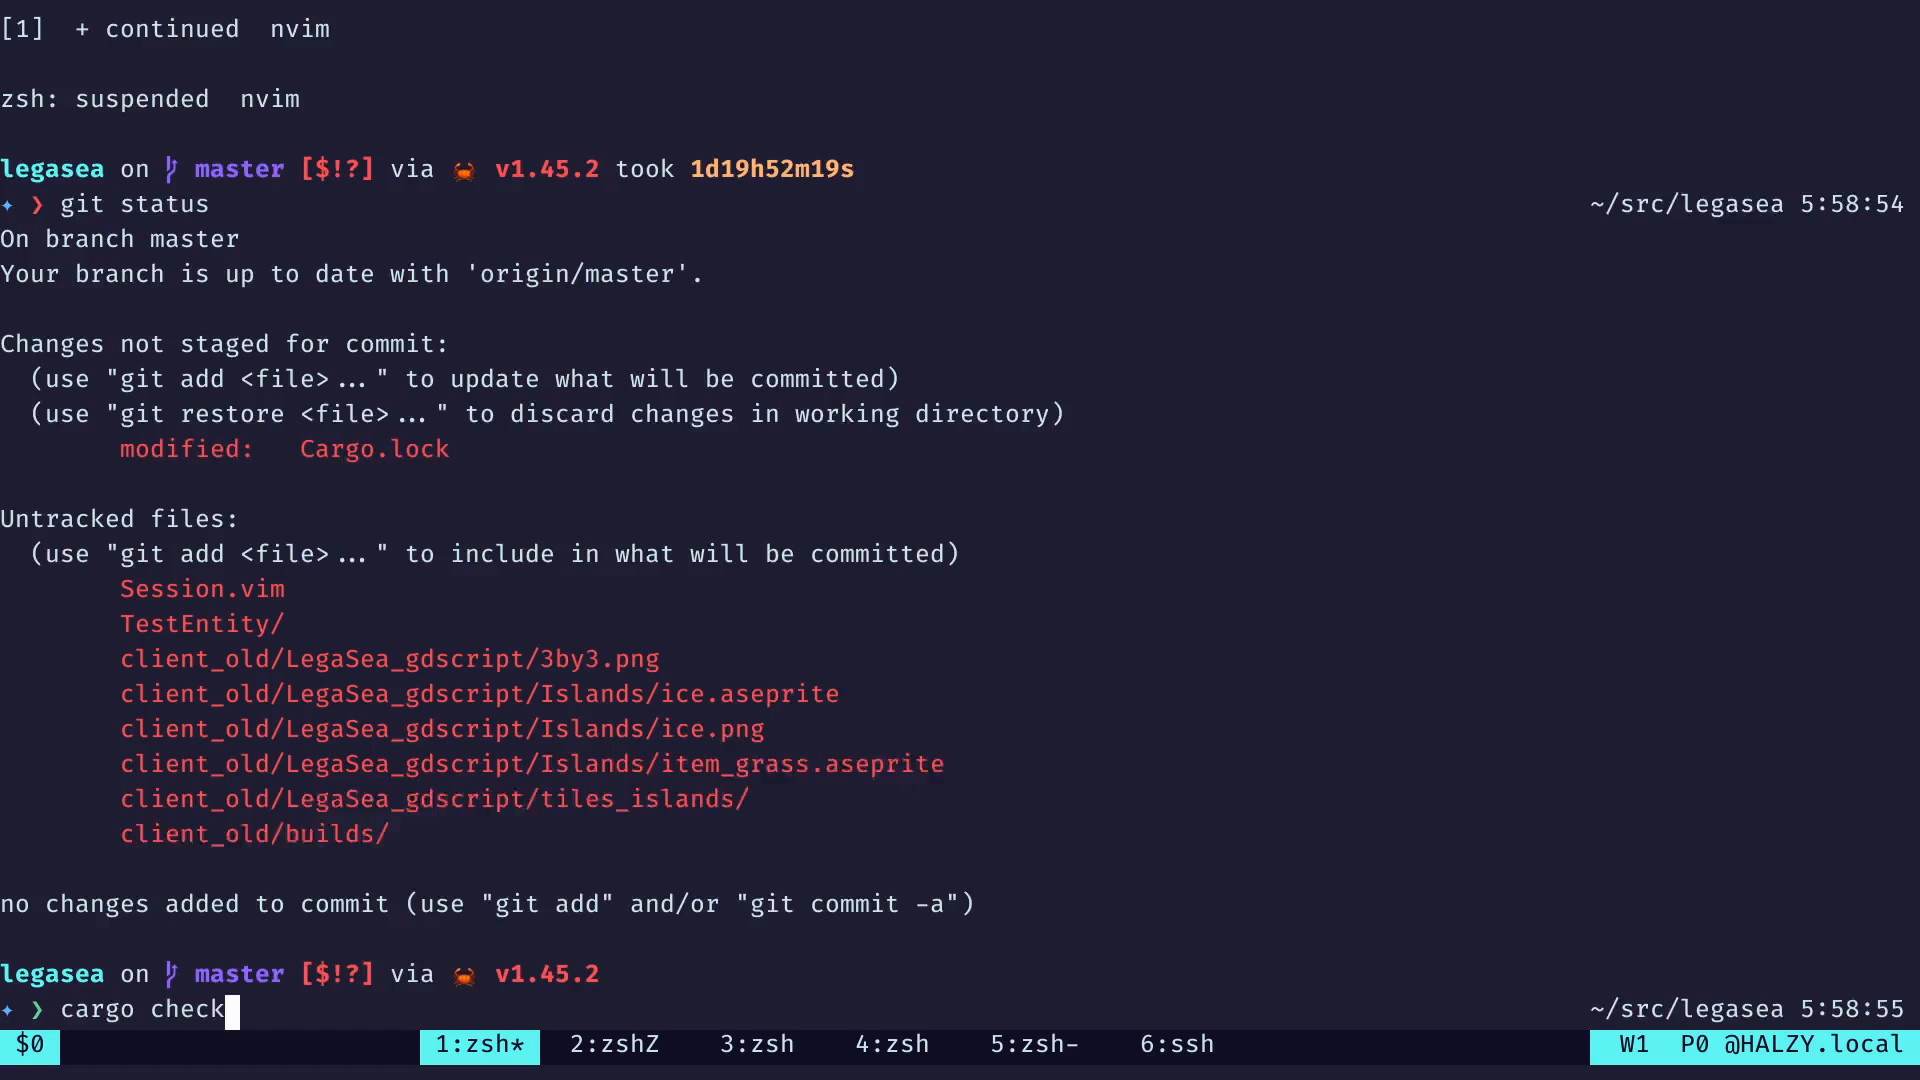 [1]  + continued  nvim
zsh: suspended  nvim
legasea on master [$!?] via 🦀 v1.45.2 took 1d19h52m19s
✦ ❯ git status ~/src/legasea 5:58:54
On branch master
Your branch is up to date with 'origin/master'.
Changes not staged for commit:
  (use "git add <file>..." to update what will be committed)
  (use "git restore <file>..." to discard changes in working directory)
        modified:   Cargo.lock
Untracked files:
  (use "git add <file>..." to include in what will be committed)
        Session.vim
        TestEntity/
        client_old/LegaSea_gdscript/3by3.png
        client_old/LegaSea_gdscript/Islands/ice.aseprite
        client_old/LegaSea_gdscript/Islands/ice.png
        client_old/LegaSea_gdscript/Islands/item_grass.aseprite
        client_old/LegaSea_gdscript/tiles_islands/
        client_old/builds/
no changes added to commit (use "git add" and/or "git commit -a")
legasea on master [$!?] via 🦀 v1.45.2
✦ ❯ cargo check ~/src/legasea 5:58:55
$0 1:zsh* 2:zshZ 3:zsh 4:zsh 5:zsh- 6:ssh W1 P0 @HALZY.local